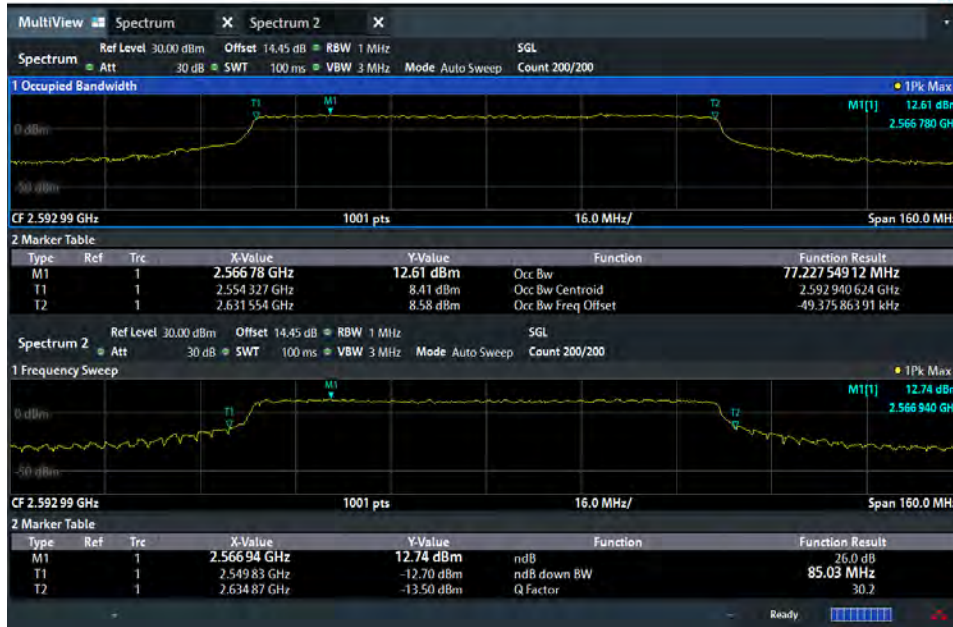 MultiView Spectrum X Spectrum 2 X
Ref Level 30.00 dBm Offset 14.45 dB RBW 1 MHz SGL
Spectrum Att 30 dB SWT 100 ms VBW 3 MHz Mode Auto Sweep Count 200/200
1 Occupied Bandwidth 1Pk Max
T1 M1 T2 M1[1] 12.61 dBm
0 dBm 2.566 780 GH
-50 dBm
CF 2.592 99 GHz 1001 pts 16.0 MHz/ Span 160.0 MH
2 Marker Table
Type Ref Trc X-Value Y-Value Function Function Result
M1 1 2.566 78 GHz 12.61 dBm Occ Bw 77.227 549 12 MHz
T1 1 2.554 327 GHz 8.41 dBm Occ Bw Centroid 2.592 940 624 GHz
T2 1 2.631 554 GHz 8.58 dBm Occ Bw Freq Offset -49.375 863 91 kHz
Ref Level 30.00 dBm Offset 14.45 dB RBW 1 MHz SGL
Spectrum 2 Att 30 dB SWT 100 ms VBW 3 MHz Mode Auto Sweep Count 200/200
1 Frequency Sweep 1Pk Max
M1 M1[1] 12.74 dBm
0 dBm T1 T2 2.566 940 GH
-50 dBm
CF 2.592 99 GHz 1001 pts 16.0 MHz/ Span 160.0 MH
2 Marker Table
Type Ref Trc X-Value Y-Value Function Function Result
M1 1 2.566 94 GHz 12.74 dBm ndB 26.0 dB
T1 1 2.549 83 GHz -12.70 dBm ndB down BW 85.03 MHz
T2 1 2.634 87 GHz -13.50 dBm Q Factor 30.2
Ready